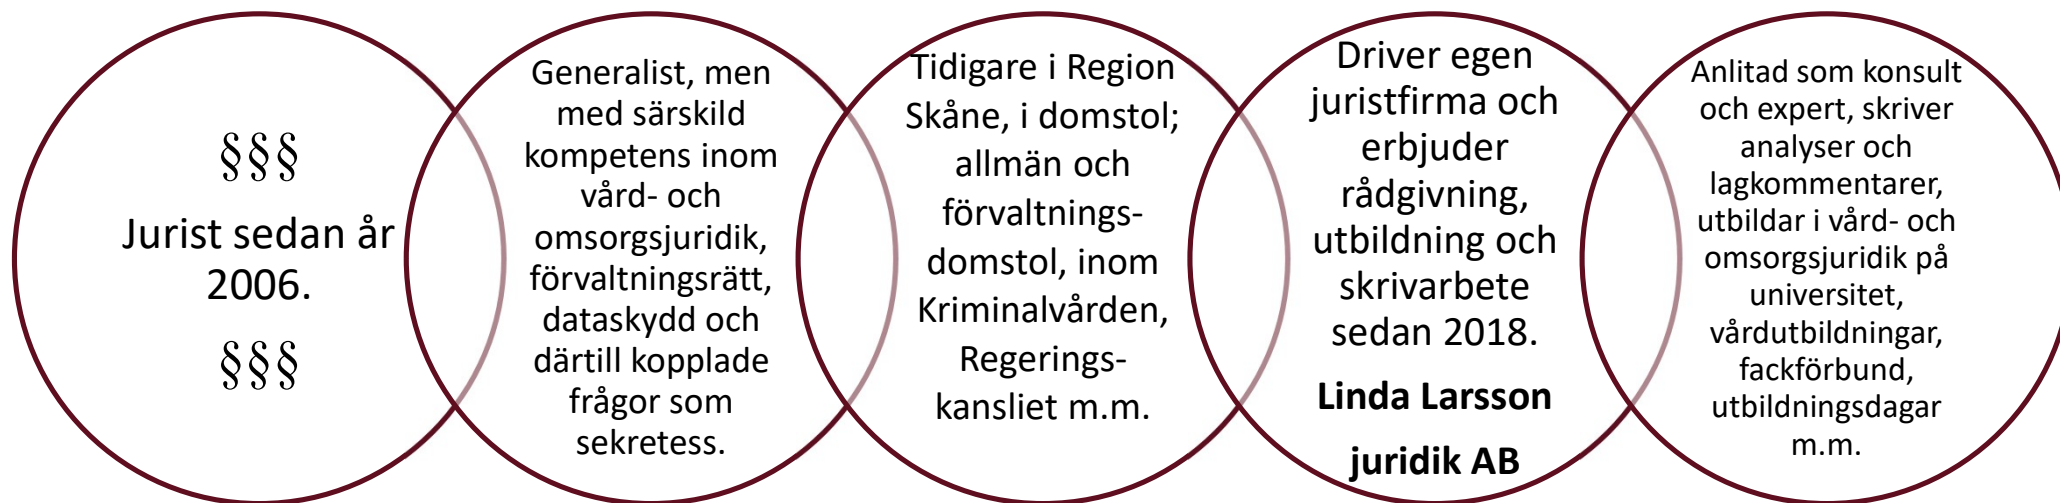 §§§
Jurist sedan år
2006.
§§§
Generalist, men
med särskild
kompetens inom
vård- och
omsorgsjuridik,
förvaltningsrätt,
dataskydd och
därtill kopplade
frågor som
sekretess.
Tidigare i Region
Skåne, i domstol;
allmän och
förvaltnings-
domstol, inom
Kriminalvården,
Regerings-
kansliet m.m.
Driver egen
juristfirma och
erbjuder
rådgivning,
utbildning och
skrivarbete
sedan 2018.
Linda Larsson
juridik AB
Anlitad som konsult
och expert, skriver
analyser och
lagkommentarer,
utbildar i vård- och
omsorgsjuridik på
universitet,
vårdutbildningar,
fackförbund,
utbildningsdagar
m.m.